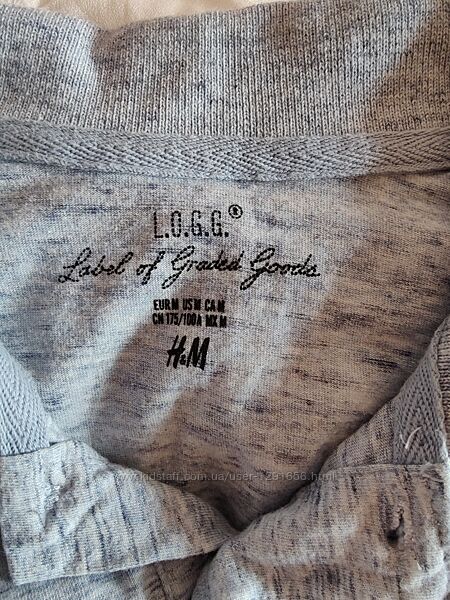 L.O.G.G.®
Label of Graded Goods
EUR M US M CA M
CN 175/100A MX M
H&M